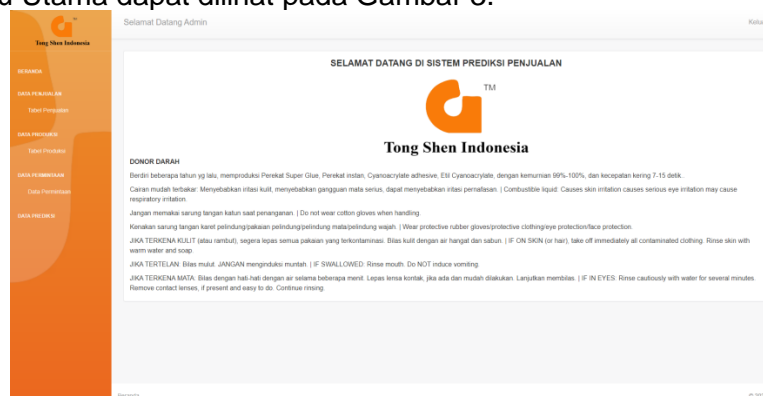 Utama dapat dilihat pada Gambar
TM
Tong Shen Indonesia
BERANDA
DATA PENJUALAN
Tabel Penjualan
DATA PRODUKSI
Tabel Produksi
DATA PERMINTAAN
Data Permintaan
DATA PREDIKSI
Selamat Datang Admin
SELAMAT DATANG DI SISTEM PREDIKSI PENJUALAN
TM
Tong Shen Indonesia
DONOR DARAH
Berdiri beberapa tahun yg lalu, memproduksi Perekat Super Glue, Perekat instan, Cyanoacrylate adhesive, Etil Cyanoacrylate, dengan kemurnian 99%-100%, dan kecepatan kering 7-15 detik.
Cairan mudah terbakar: Menyebabkan iritasi kulit, menyebabkan gangguan mata serius, dapat menyebabkan iritasi pernafasan. | Combustible liquid: Causes skin irritation causes serious eye irritation may cause
respiratory irritation
Jangan memakai sarung tangan katun saat penanganan. | Do not wear cotton gloves when handling.
Kenakan sarung tangan karet pelindung/pakaian pelindung/pelindung mata/pelindung wajah. | Wear protective rubber gloves/protective clothing/eye protection/face protection.
JIKA TERKENA KULIT (atau rambut), segera lepas semua pakaian yang terkontaminasi. Bilas kulit dengan air hangat dan sabun. | IF ON SKIN (or hair), take off immediately all contaminated clothing. Rinse skin with
warm water and soap.
JIKA TERTELAN: Bilas mulut. JANGAN menginduksi muntah. | IF SWALLOWED: Rinse mouth. Do NOT induce vomiting.
JIKA TERKENA MATA: Bilas dengan hati-hati dengan air selama beberapa menit. Lepas lensa kontak, jika ada dan mudah dilakukan. Lanjutkan membilas. | IF IN EYES: Rinse cautiously with water for several minutes.
Remove contact lenses, if present and easy to do. Continue rinsing.